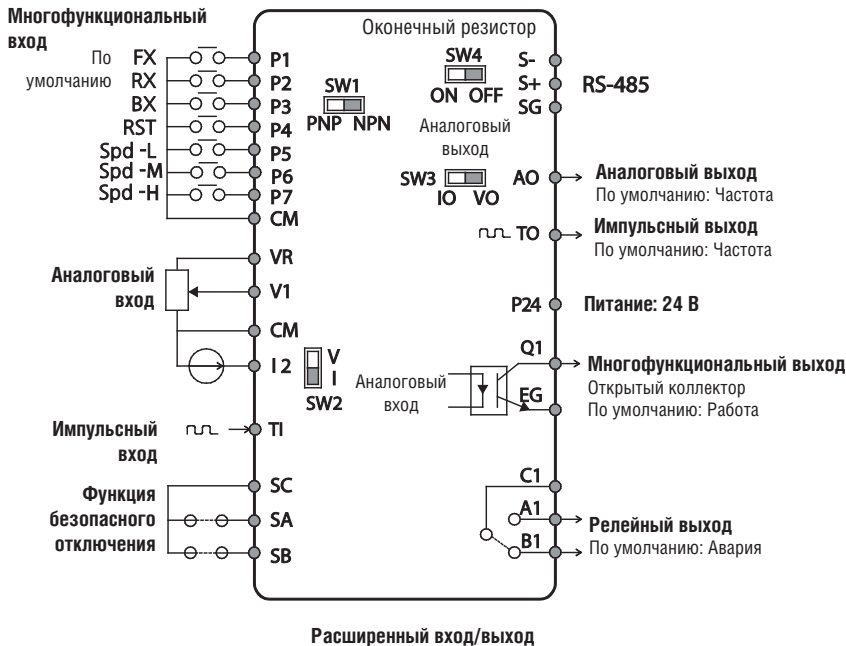 Многофункциональный
вход
По
умолчанию
FX
RX
BX
RST
Spd -L
Spd -M
Spd -H
P1
P2
P3
P4
P5
P6
P7
CM
SW1
PNP NPN
Оконечный резистор
SW4
ON OFF
S-
S+
SG
RS-485
Аналоговый
выход
SW3
IO VO
AO
Аналоговый выход
По умолчанию: Частота
TO
Импульсный выход
По умолчанию: Частота
Аналоговый
вход
VR
V1
CM
I 2
V
I
SW2
P24
Питание: 24 В
Аналоговый
вход
Q1
EG
Многофункциональный выход
Открытый коллектор
По умолчанию: Работа
Импульсный
вход
TI
Функция
безопасного
отключения
SC
SA
SB
C1
A1
B1
Релейный выход
По умолчанию: Авария
Расширенный вход/выход